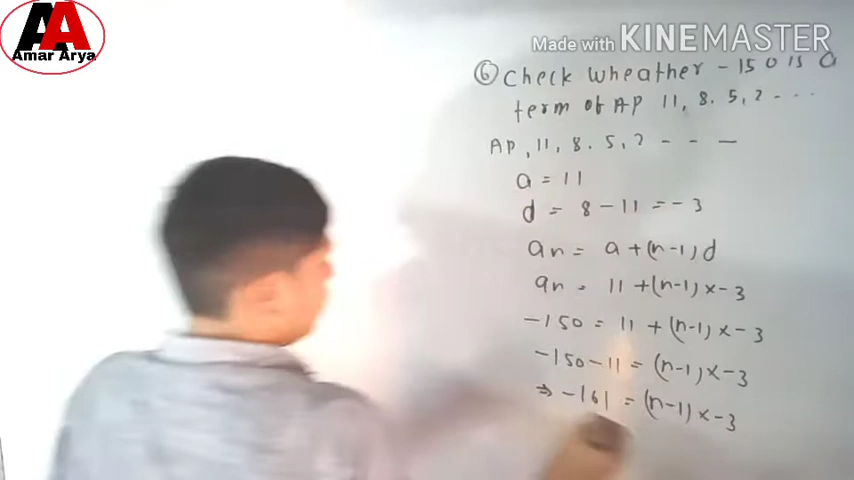 AA
Amar Arya
Made with KINEMASTER
⑥ Check wheather - 150 is a
term of AP 11, 8. 5, 2 - - -
AP, 11, 8. 5, 2 - - -
a = 11
d = 8 - 11 = - 3
an = a + (n-1) d
an = 11 + (n-1) x - 3
-150 = 11 + (n-1) x - 3
-150 - 11 = (n-1) x - 3
⇒ -161 = (n-1) x - 3